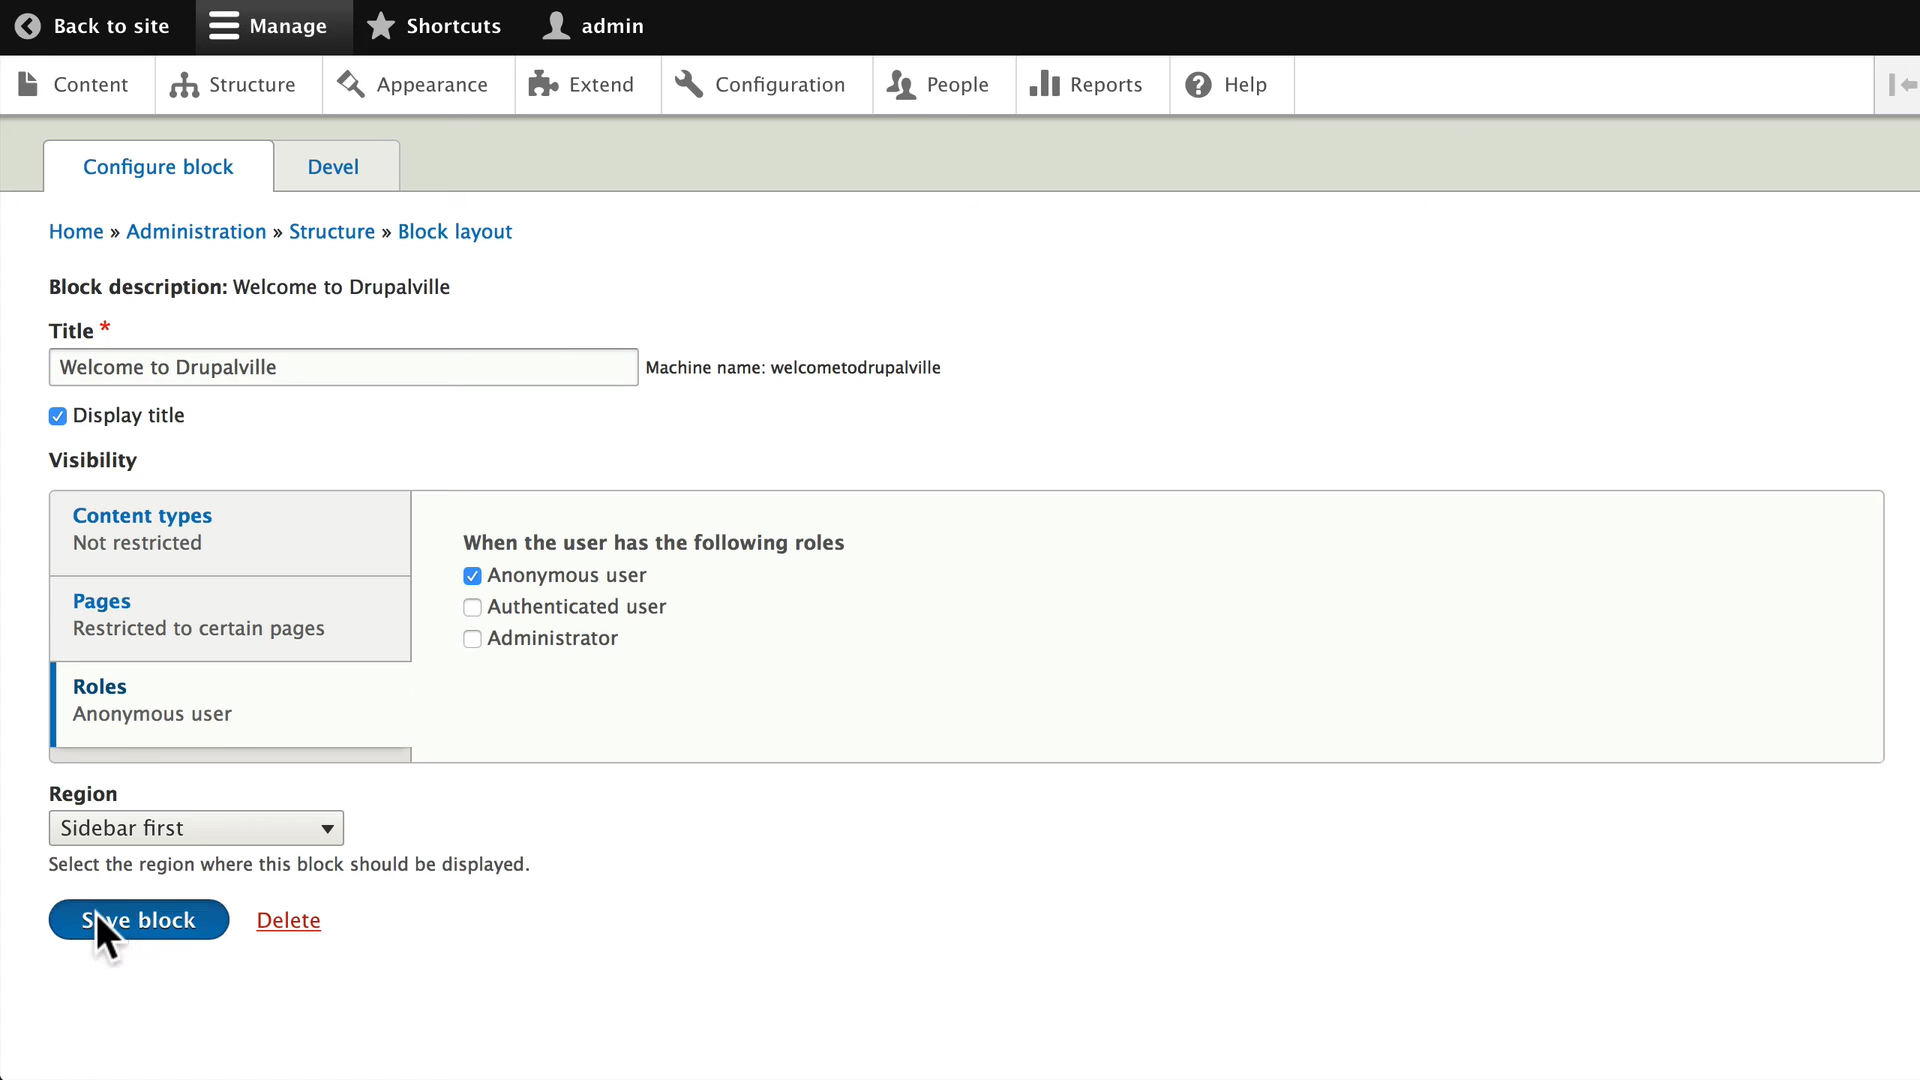 Back to site Manage Shortcuts admin
Content Structure Appearance Extend Configuration People Reports Help
Configure block Devel
Home » Administration » Structure » Block layout
Block description: Welcome to Drupalville
Title *
Welcome to Drupalville Machine name: welcometodrupalville
Display title
Visibility
Content types
Not restricted
Pages
Restricted to certain pages
Roles
Anonymous user
When the user has the following roles
Anonymous user
Authenticated user
Administrator
Region
Sidebar first
Select the region where this block should be displayed.
Save block Delete